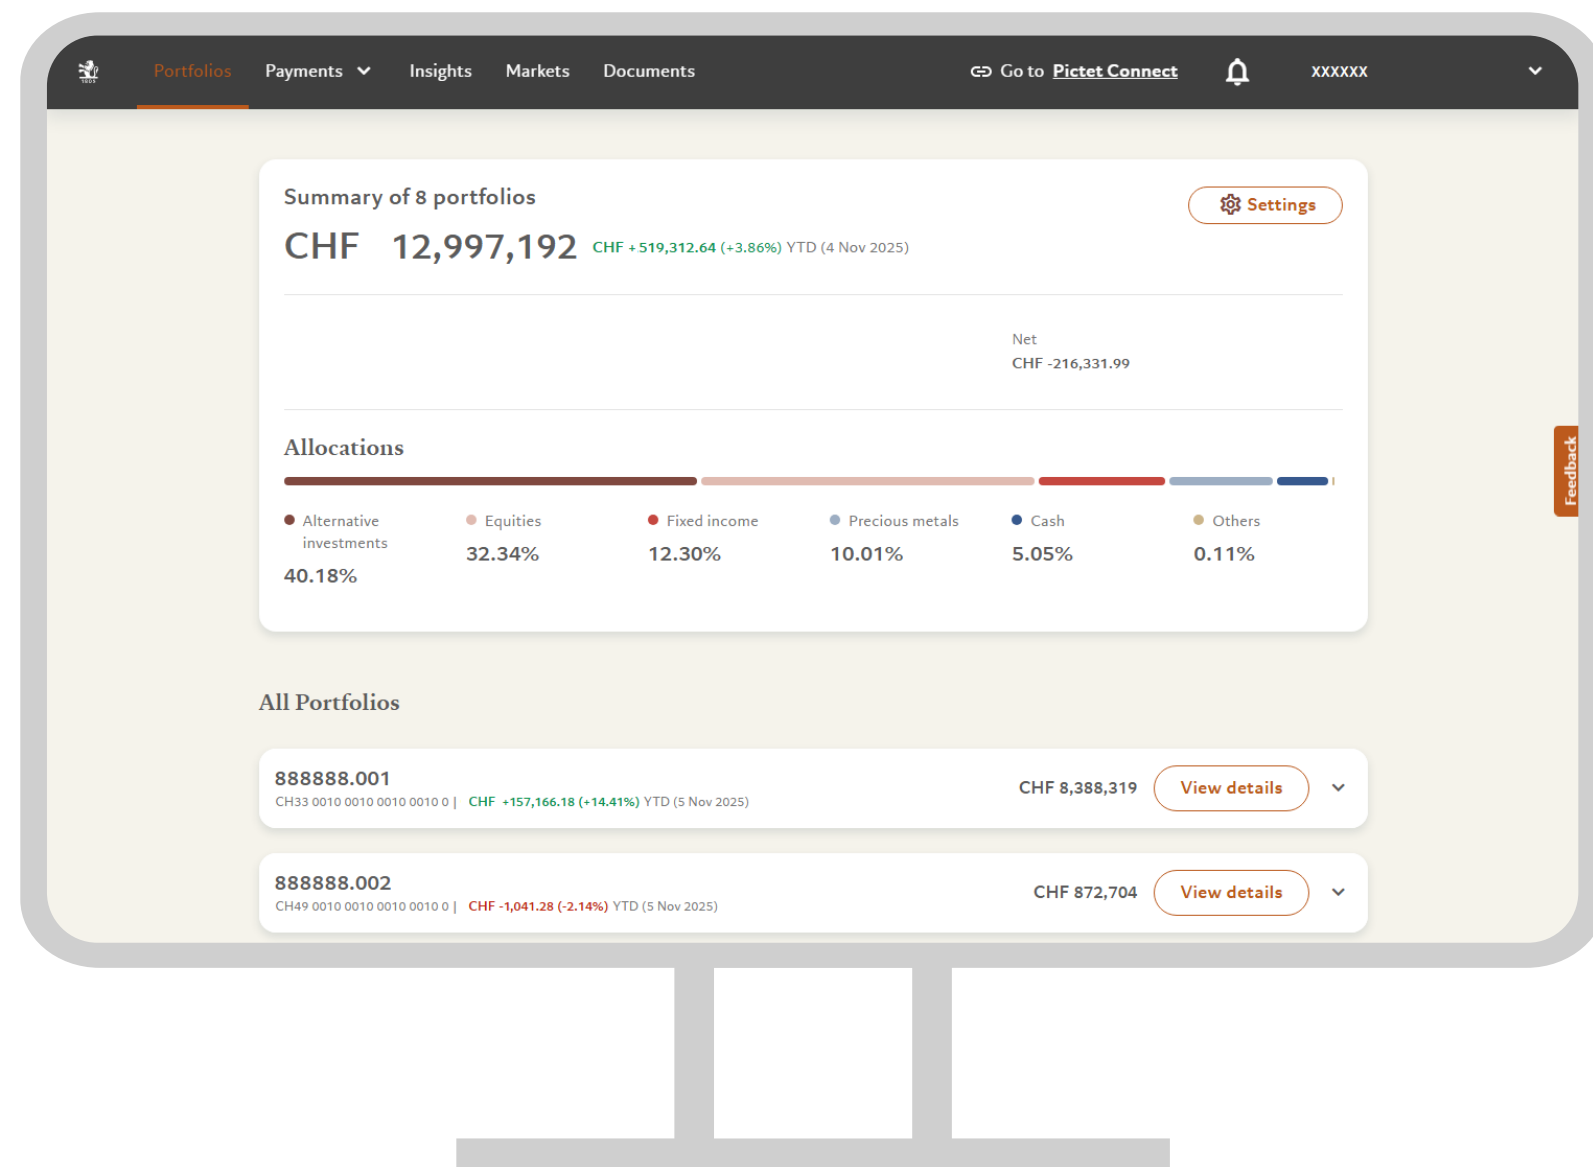 Portfolios Payments Insights Markets Documents Go to Pictet Connect xxxxxx
Summary of 8 portfolios
Settings
CHF 12,997,192 CHF +519,312.64 (+3.86%) YTD (4 Nov 2025)
Net
CHF -216,331.99
Allocations
Alternative investments
40.18%
Equities
32.34%
Fixed income
12.30%
Precious metals
10.01%
Cash
5.05%
Others
0.11%
Feedback
All Portfolios
888888.001
CH33 0010 0010 0010 0010 0 | CHF +157,166.18 (+14.41%) YTD (5 Nov 2025)
CHF 8,388,319
View details
888888.002
CH49 0010 0010 0010 0010 0 | CHF -1,041.28 (-2.14%) YTD (5 Nov 2025)
CHF 872,704
View details